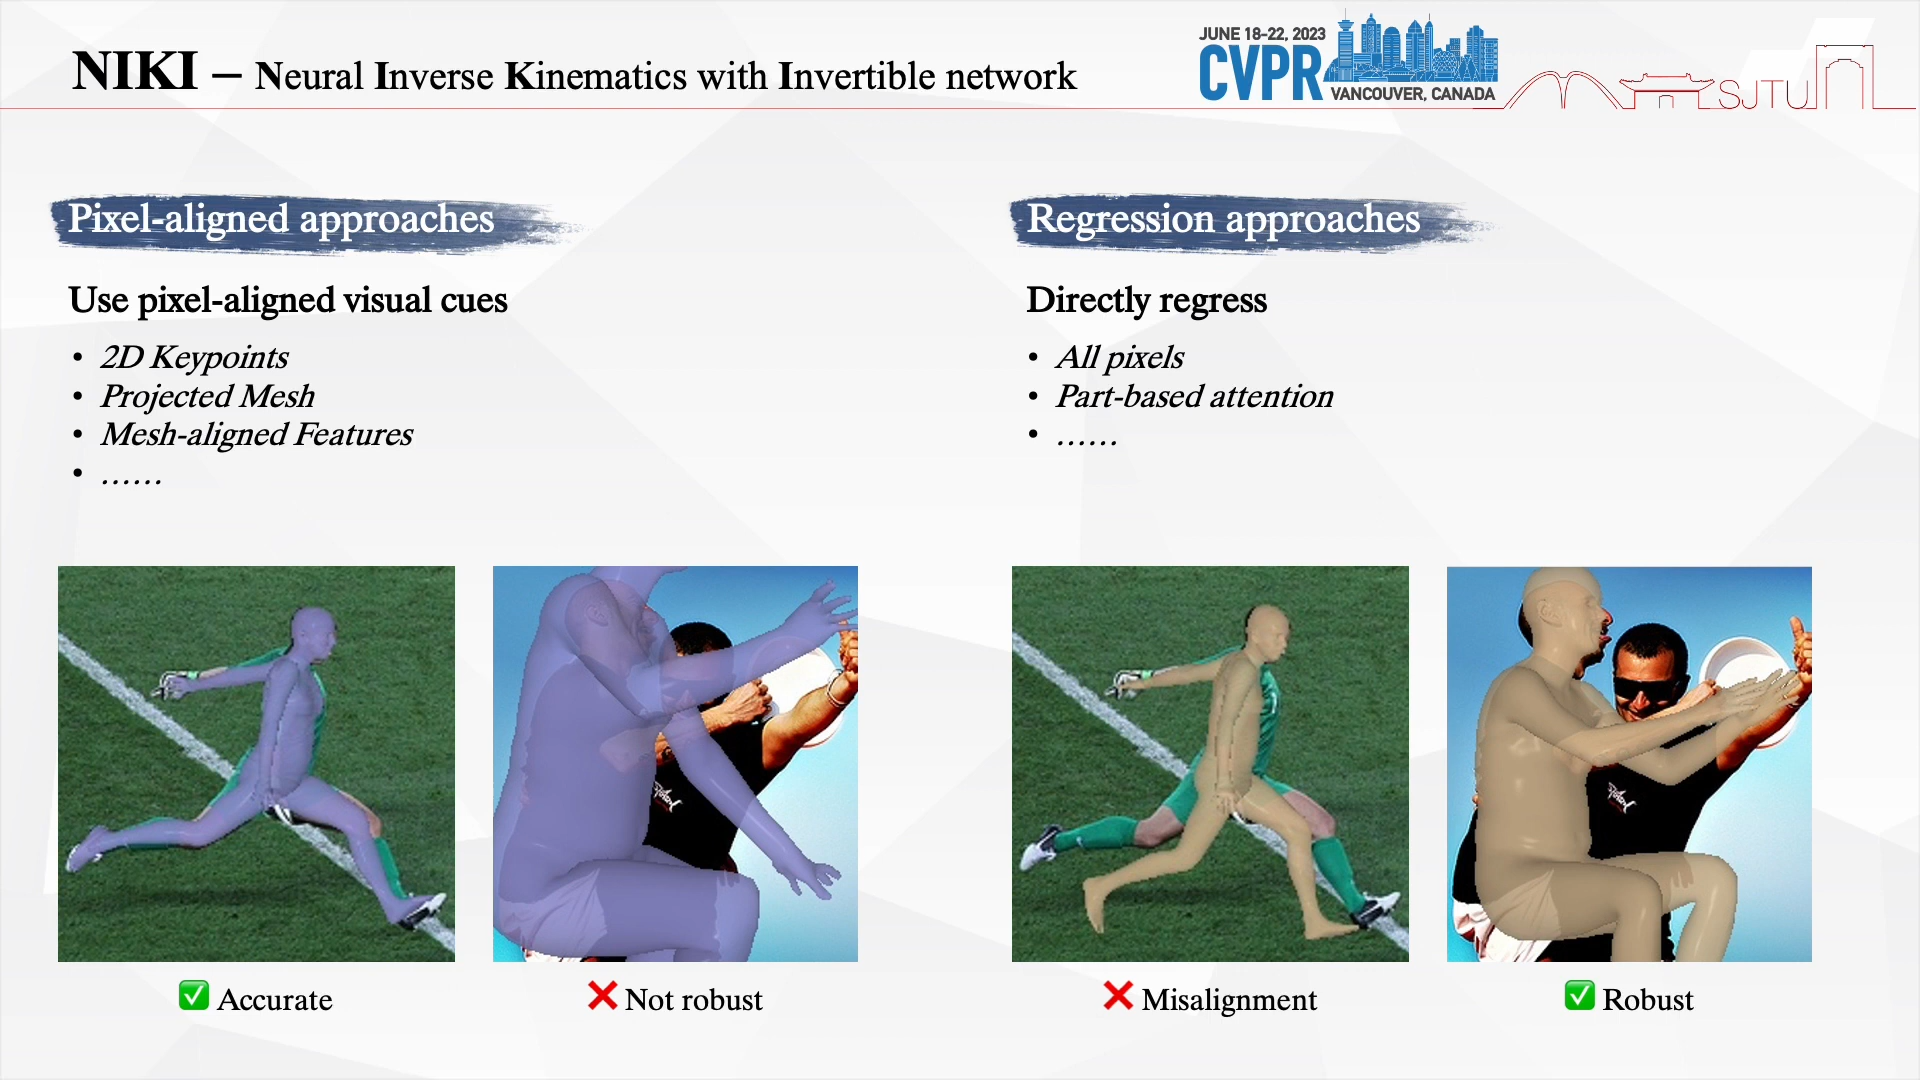 NIKI – Neural Inverse Kinematics with Invertible network
JUNE 18-22, 2023
CVPR
VANCOUVER, CANADA
SJTU
Pixel-aligned approaches
Use pixel-aligned visual cues
• 2D Keypoints
• Projected Mesh
• Mesh-aligned Features
• ……
✅ Accurate
❌ Not robust
Regression approaches
Directly regress
• All pixels
• Part-based attention
• ……
❌ Misalignment
✅ Robust